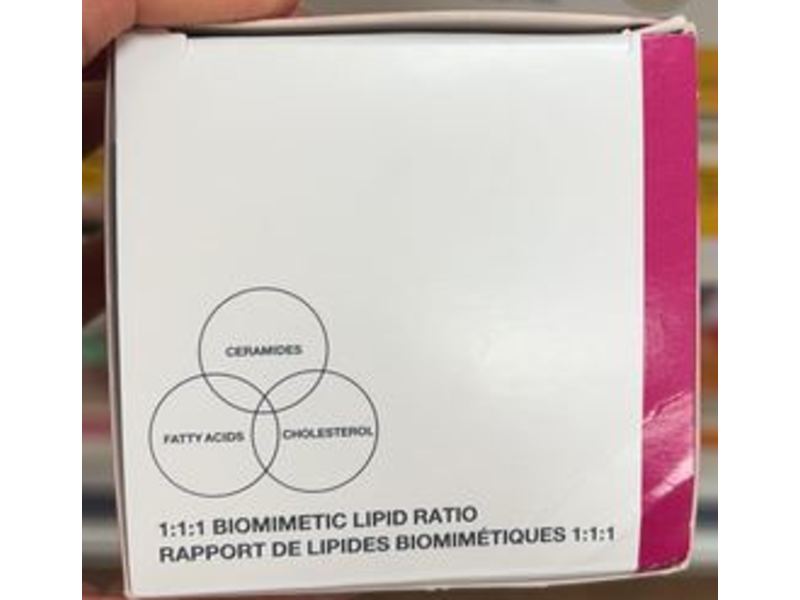 CERAMIDES
FATTY ACIDS
CHOLESTEROL
1:1:1 BIOMIMETIC LIPID RATIO
RAPPORT DE LIPIDES BIOMIMÉTIQUES 1:1:1